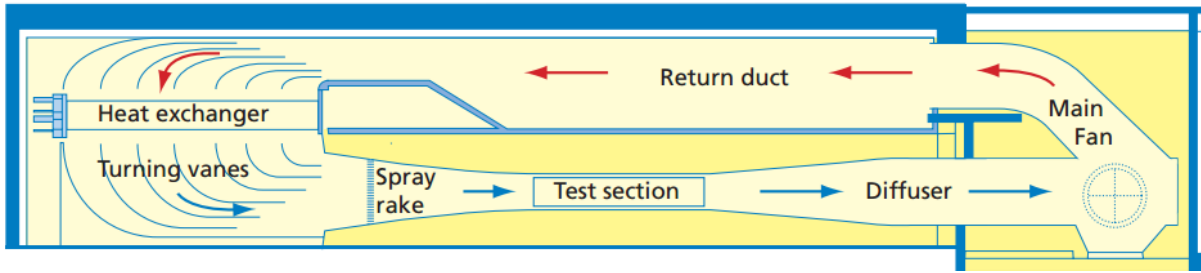 Return duct
Heat exchanger
Main
Fan
Turning vanes
Spray
rake
Test section
Diffuser